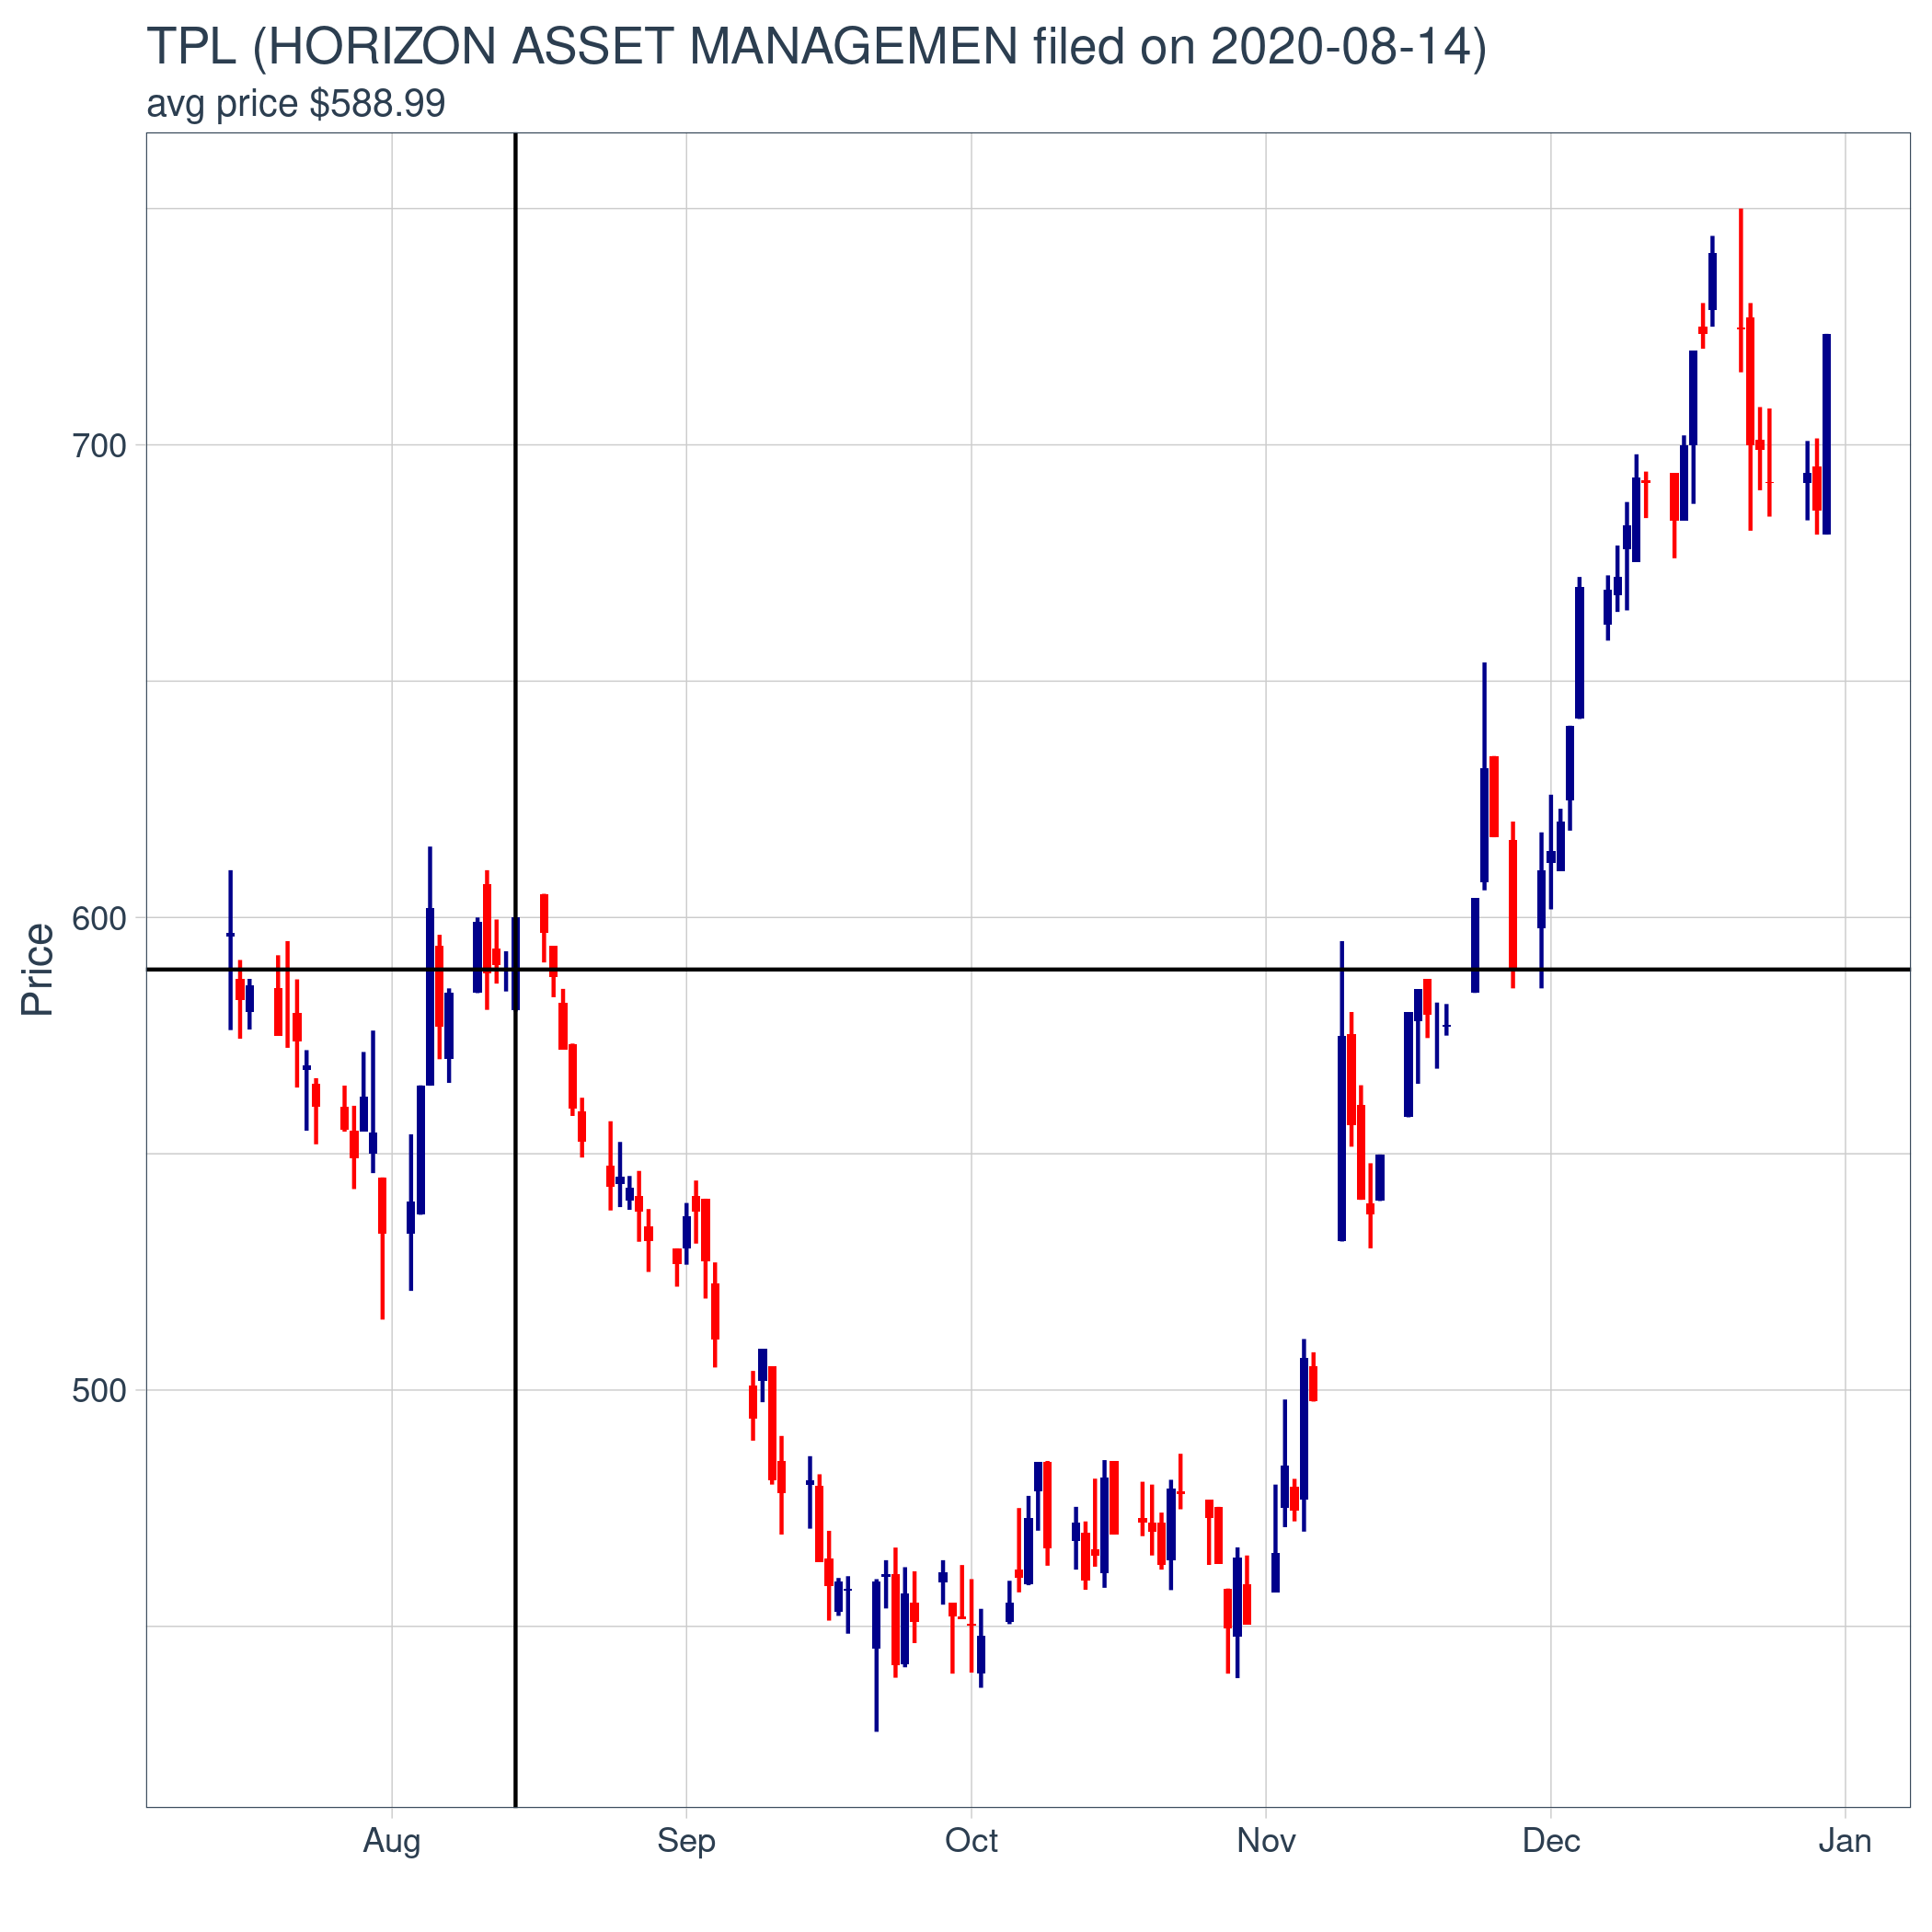 TPL (HORIZON ASSET MANAGEMEN filed on 2020-08-14)
avg price $588.99
700
600
500
Price
Aug Sep Oct Nov Dec Jan